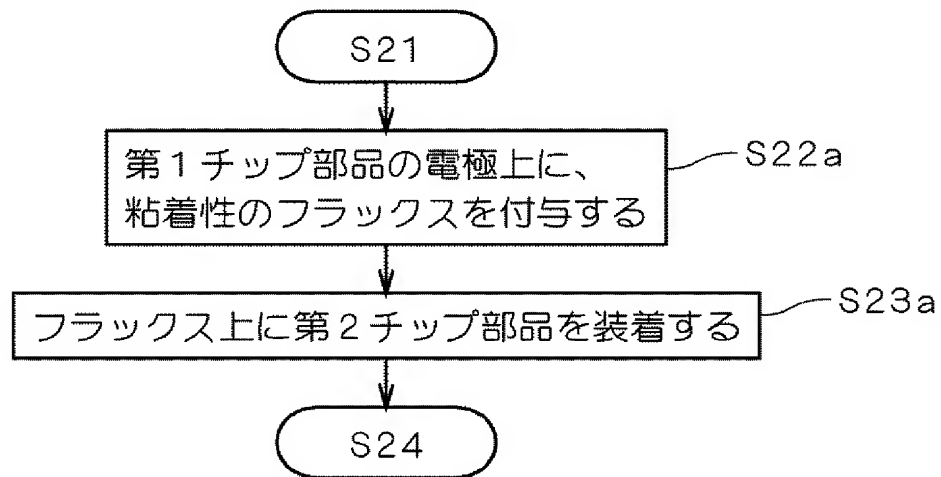 S21
第1チップ部品の電極上に、
粘着性のフラックスを付与する
S22a
フラックス上に第2チップ部品を装着する
S23a
S24